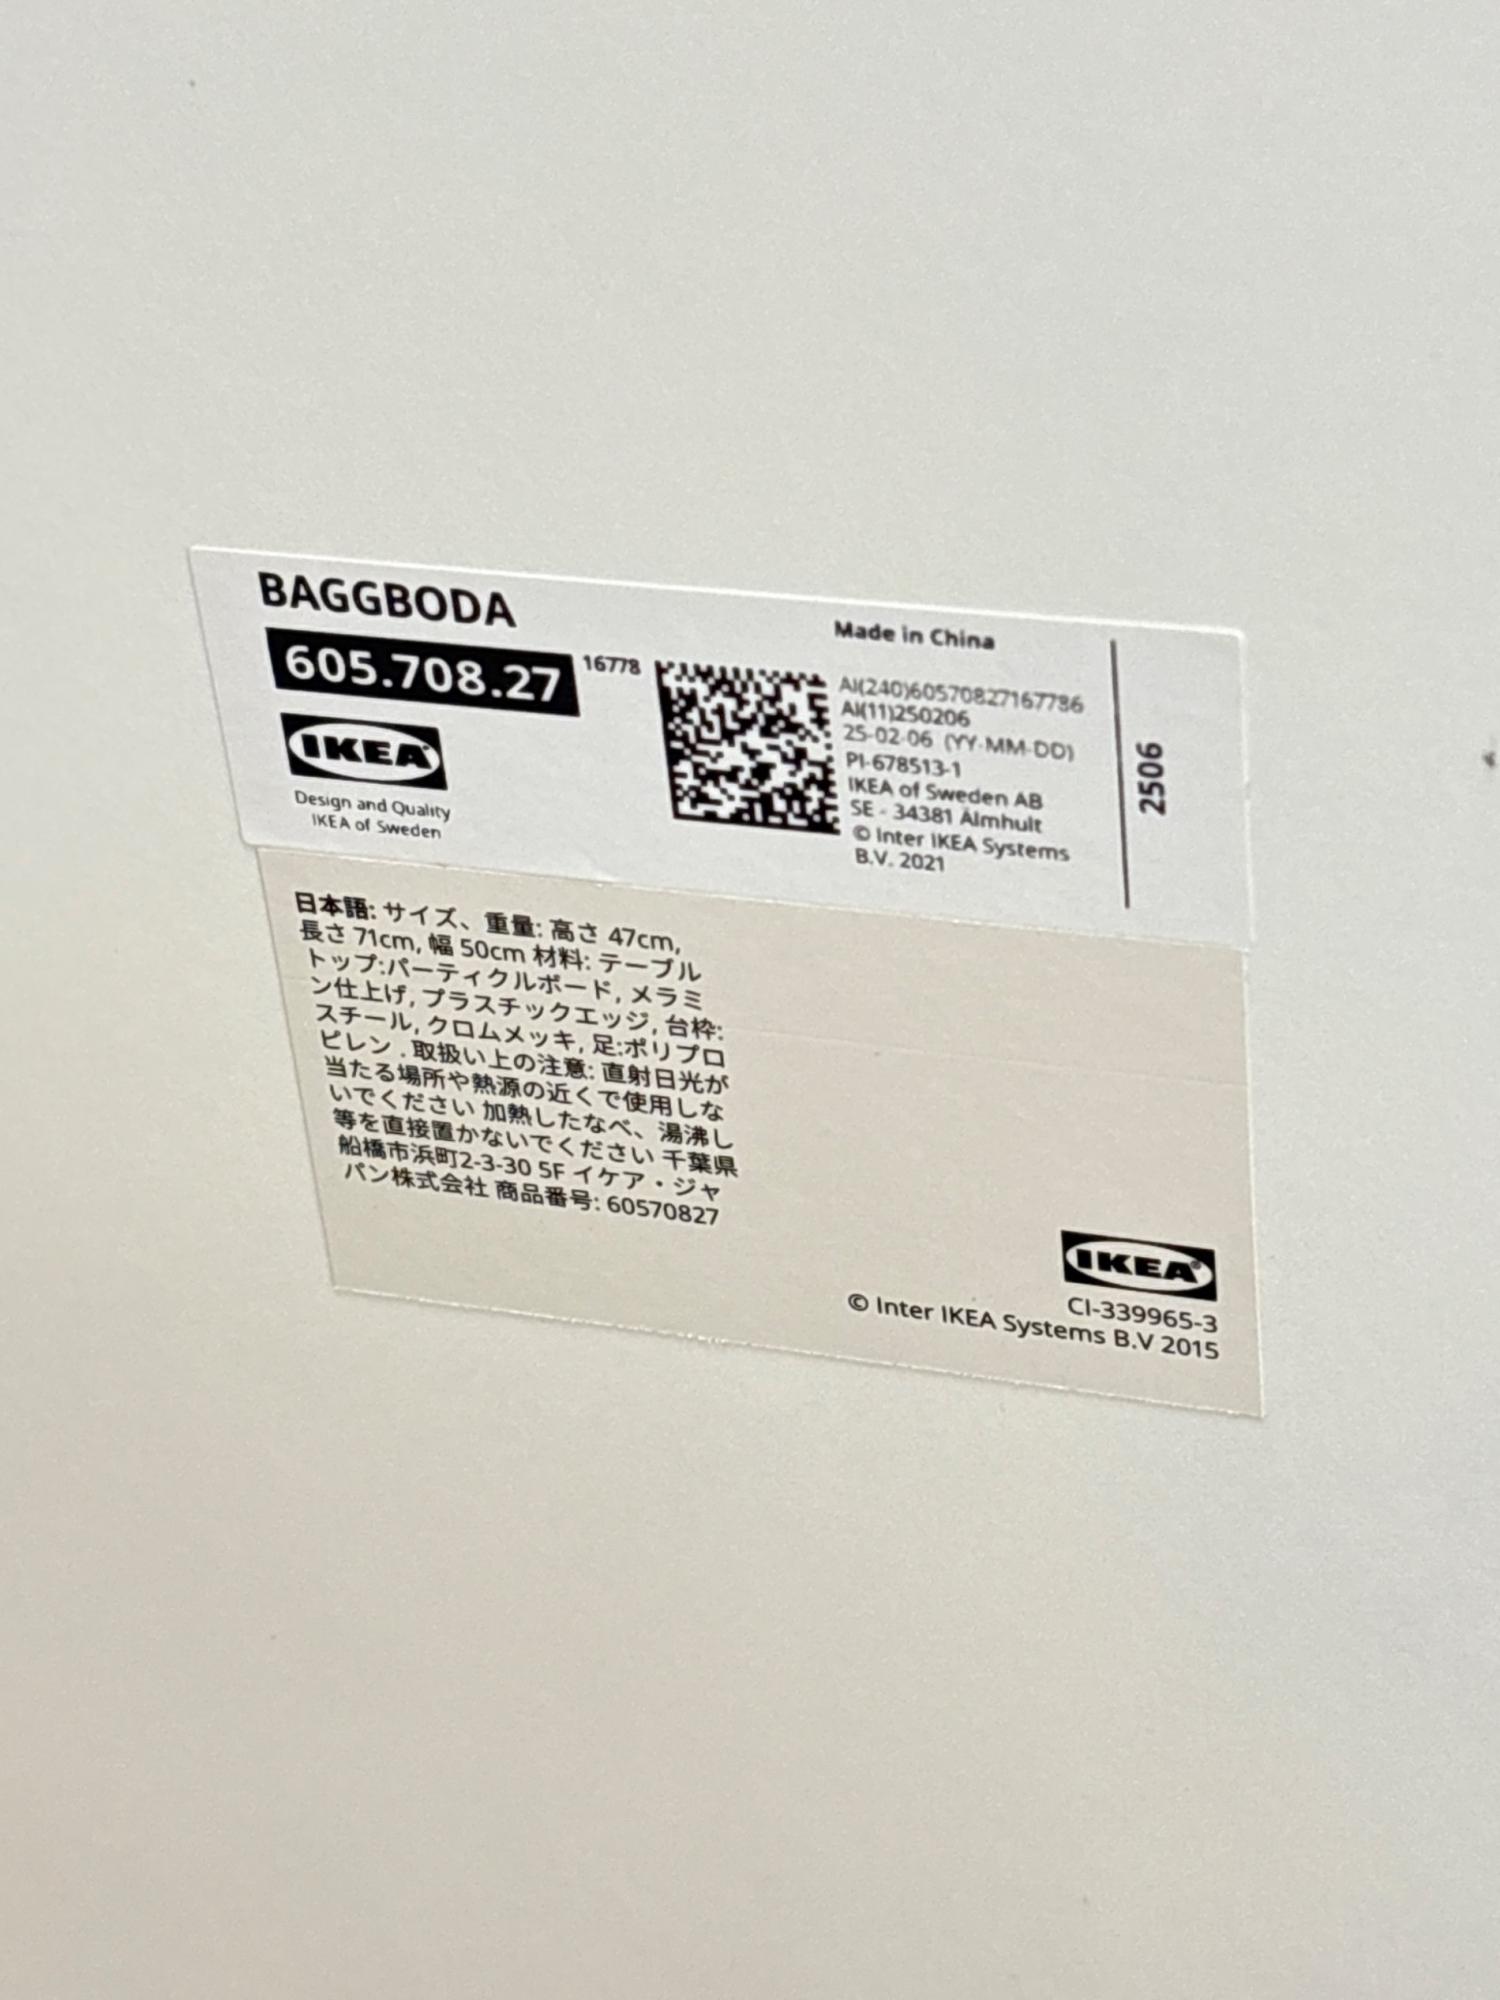 BAGGBODA
605.708.27
16778
IKEA
Design and Quality
IKEA of Sweden
Made in China
AI(240)60570827167786
AI(11)250206
25-02-06 (YY-MM-DD)
PI-678513-1
IKEA of Sweden AB
SE - 34381 Älmhult
© Inter IKEA Systems
B.V. 2021
2506
日本語: サイズ、重量: 高さ 47cm,
長さ 71cm, 幅 50cm 材料: テーブル
トップ:パーティクルボード, メラミ
ン仕上げ, プラスチックエッジ, 台枠:
スチール, クロムメッキ, 足:ポリプロ
ピレン . 取扱い上の注意: 直射日光が
当たる場所や熱源の近くで使用しな
いでください 加熱したなべ、湯沸し
等を直接置かないでください 千葉県
船橋市浜町2-3-30 5F イケア・ジャ
パン株式会社 商品番号: 60570827
IKEA®
CI-339965-3
© Inter IKEA Systems B.V 2015